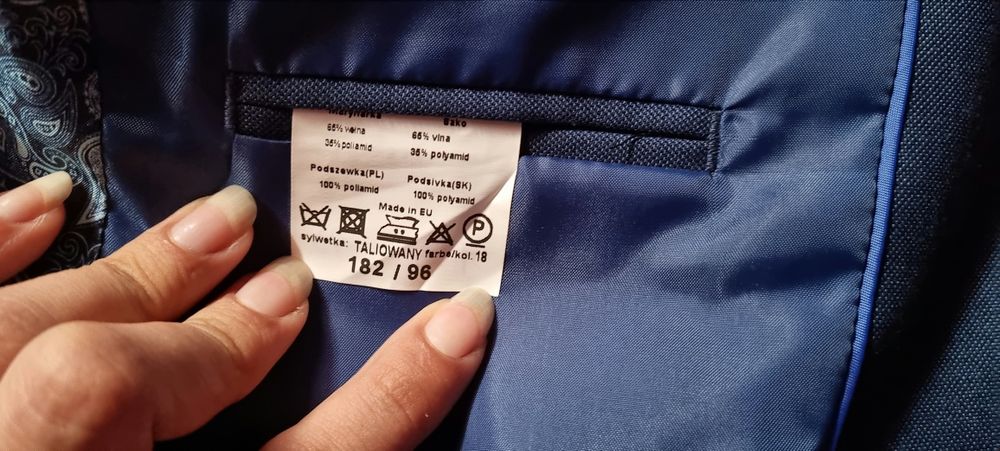 Marynarka Sako
65% wełna 65% vlna
35% poliamid 35% polyamid
Podszewka(PL) Podsivka(SK)
100% poliamid 100% polyamid
Made in EU
P
sylwetka: TALIOWANY farbe/kol. 18
182 / 96